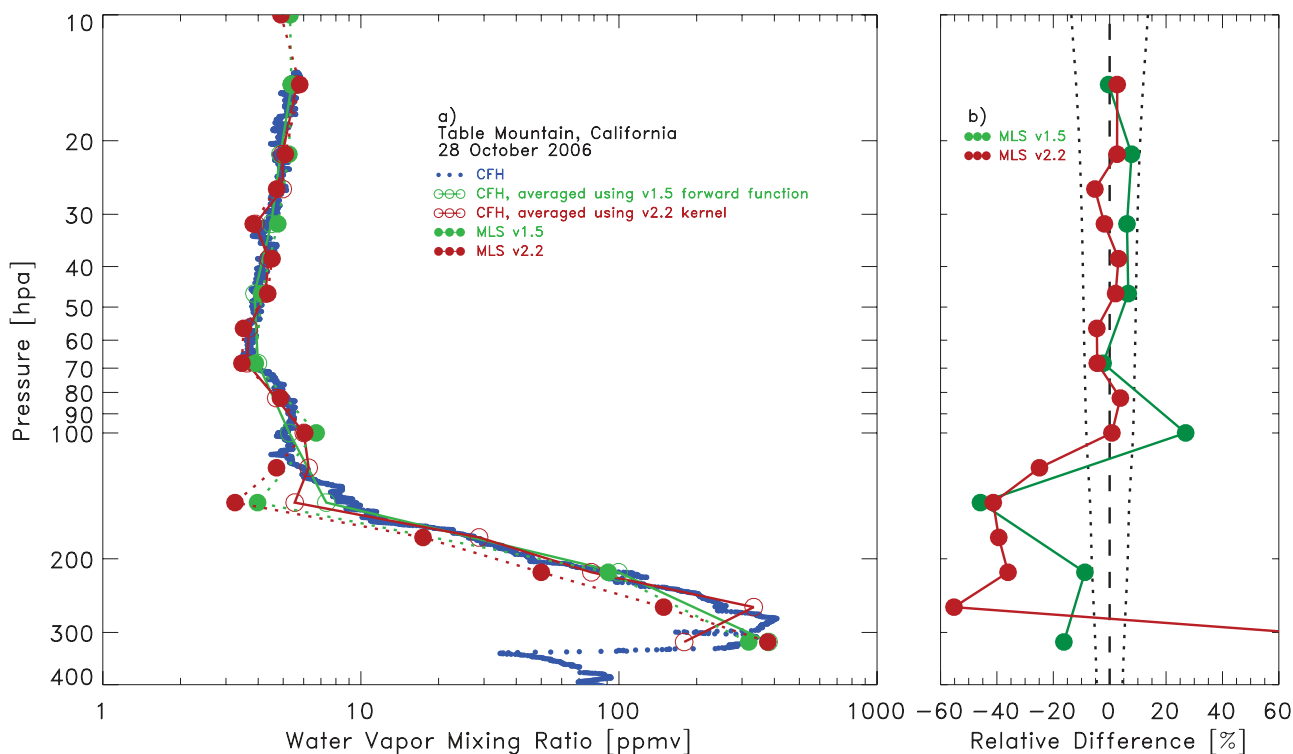 10
20
30
40
50
60
70
80
90
100
200
300
400
Pressure [hpa]
a)
Table Mountain, California
28 October 2006
CFH
CFH, averaged using v1.5 forward function
CFH, averaged using v2.2 kernel
MLS v1.5
MLS v2.2
1
10
100
1000
Water Vapor Mixing Ratio [ppmv]
b)
MLS v1.5
MLS v2.2
-60
-40
-20
0
20
40
60
Relative Difference [%]